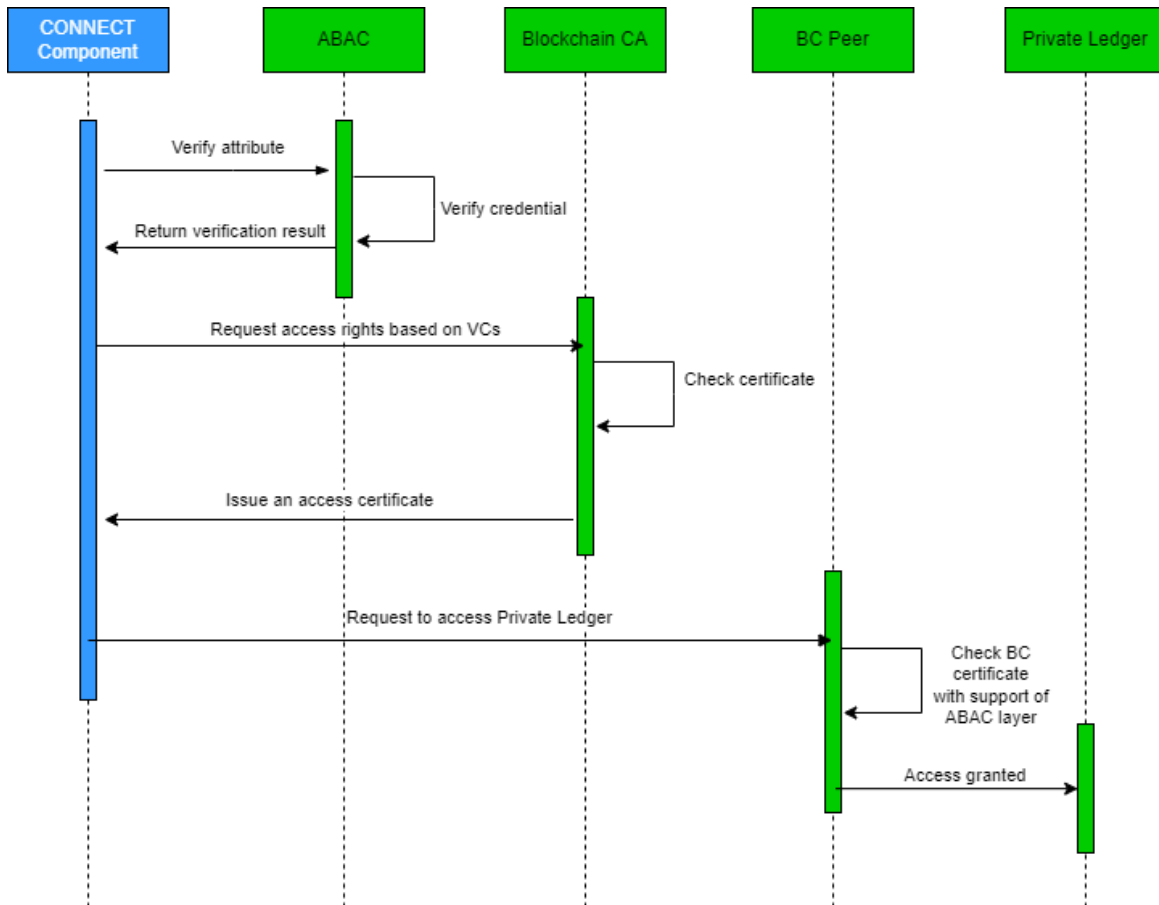 CONNECT
Component
ABAC
Blockchain CA
BC Peer
Private Ledger
Verify attribute
Verify credential
Return verification result
Request access rights based on VCs
Check certificate
Issue an access certificate
Request to access Private Ledger
Check BC
certificate
with support of
ABAC layer
Access granted